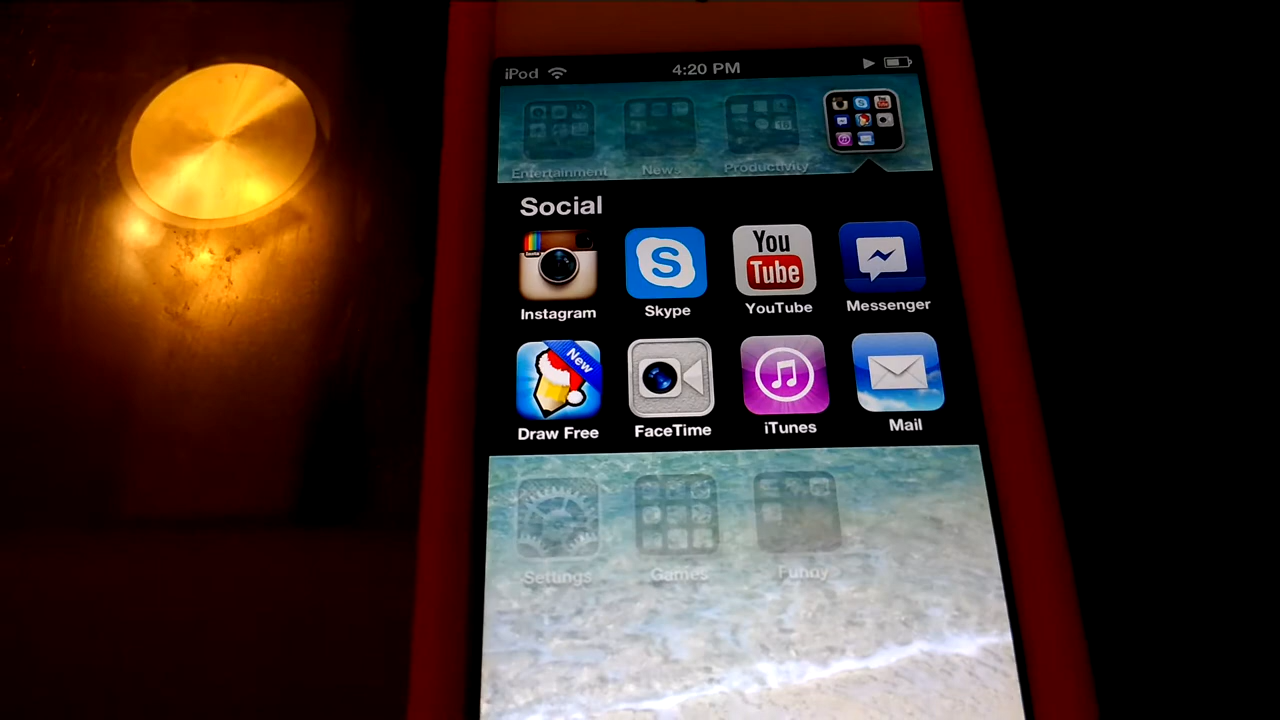 iPod 4:20 PM
Entertainment News Productivity
Social
You Tube
Instagram Skype YouTube Messenger
New
Draw Free FaceTime iTunes Mail
Settings Games Funny